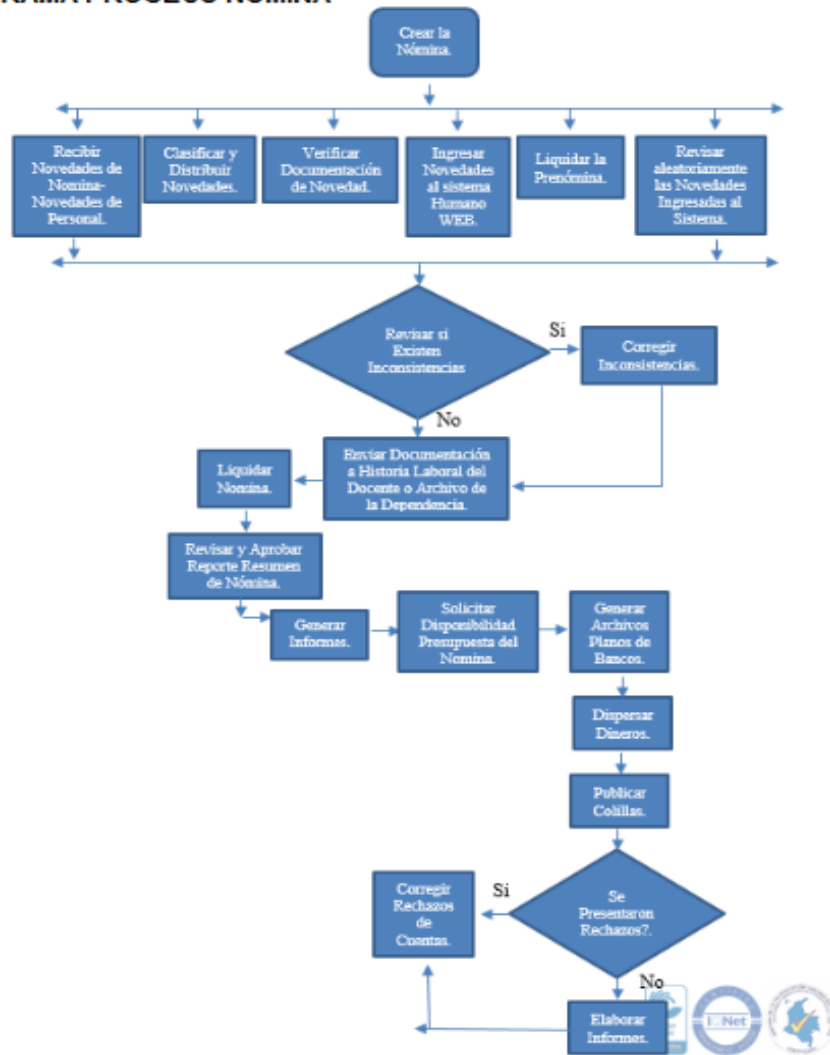 Crear la
Nómina.
Recibir
Novedades de
Nomina-
Novedades de
Personal.
Clasificar y
Distribuir
Novedades.
Verificar
Documentación
de Novedad.
Ingresar
Novedades
al sistema
Humano
WEB.
Liquidar la
Prenómina.
Revisar
aleatoriamente
las Novedades
Ingresadas al
Sistema.
Revisar si
Existen
Inconsistencias
Si
Corregir
Inconsistencias.
No
Enviar Documentación
a Historia Laboral del
Docente o Archivo de
la Dependencia.
Liquidar
Nomina.
Revisar y Aprobar
Reporte Resumen
de Nómina.
Generar
Informes.
Solicitar
Disponibilidad
Presupuesta del
Nomina.
Generar
Archivos
Planos de
Bancos.
Dispersar
Dineros.
Publicar
Colillas.
Se
Presentaron
Rechazos?.
Si
Corregir
Rechazos
de
Cuentas.
No
Elaborar
Informes.
IQNet